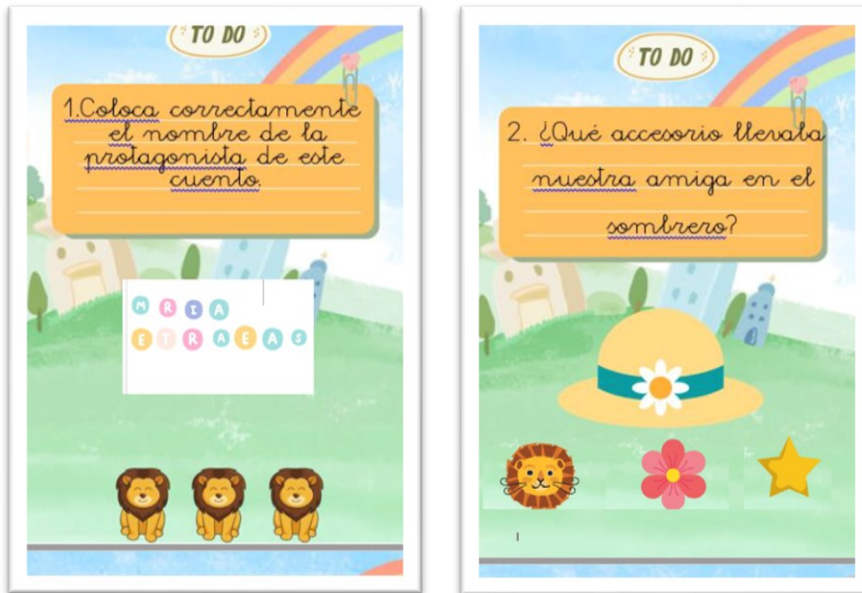 TO DO
1.Coloca correctamente
el nombre de la
protagonista de este
cuento.
M R I A
E T R A E A S
TO DO
2. ¿Qué accesorio llevaba
nuestra amiga en el
sombrero?